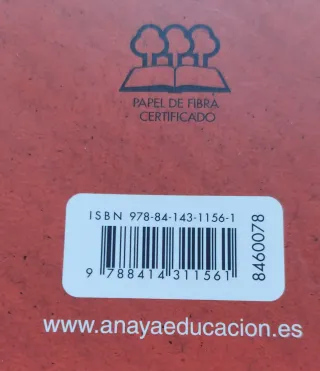 PAPEL DE FIBRA
CERTIFICADO
ISBN 978-84-143-1156-1
9 788414 311561
8460078
www.anayaeducacion.es